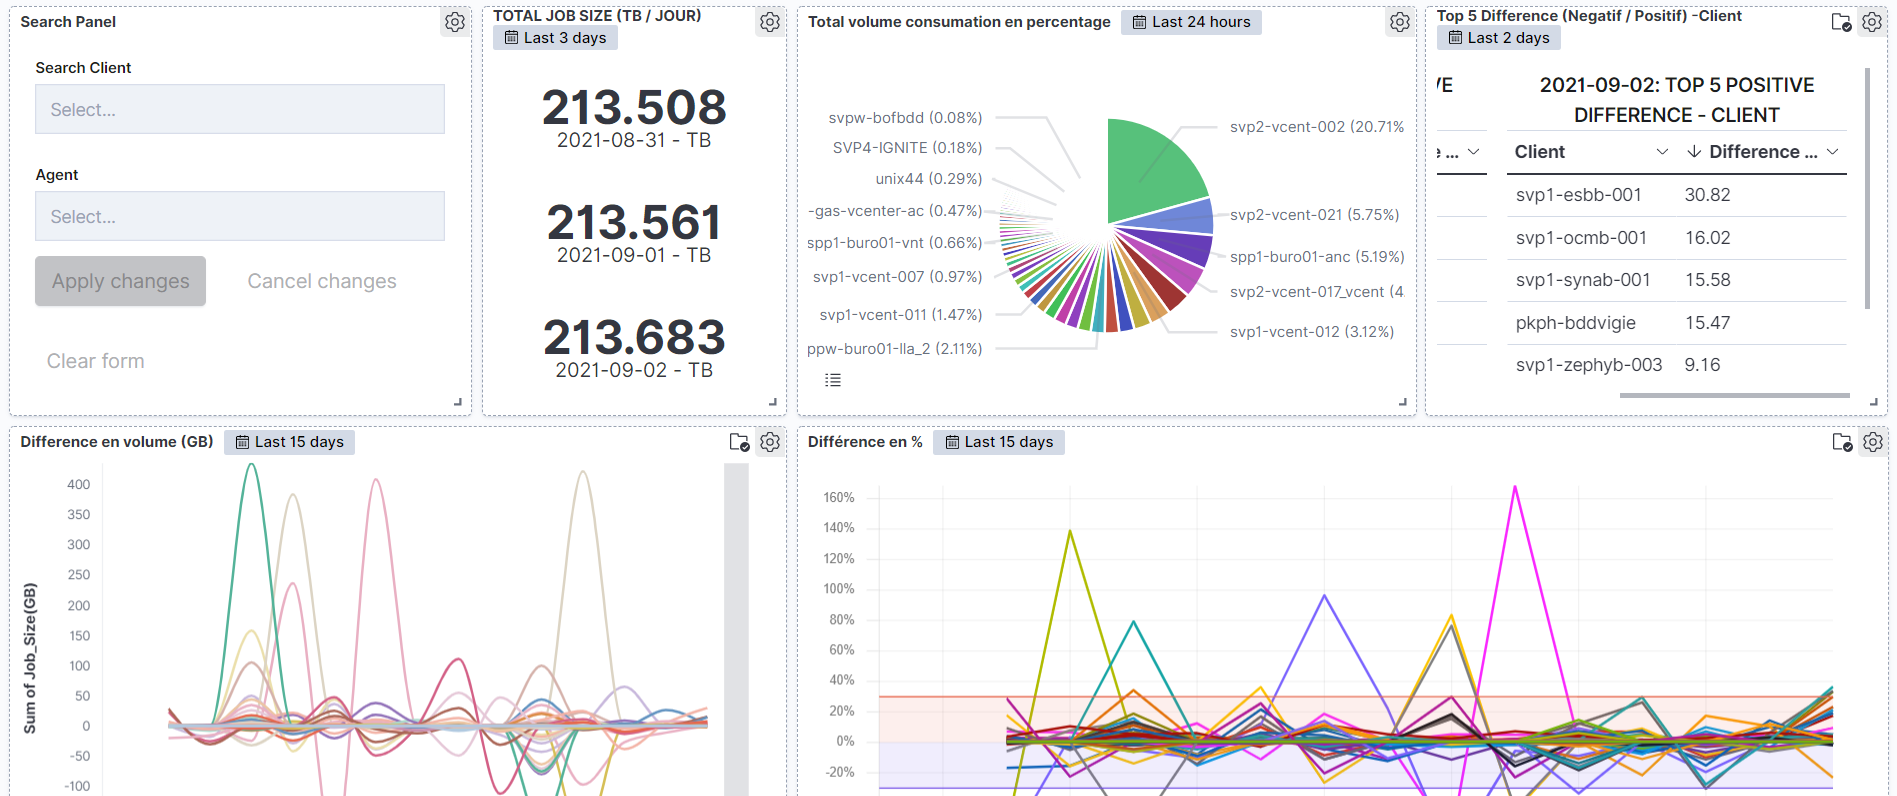 Search Panel
Search Client
Select...
Agent
Select...
Apply changes
Cancel changes
Clear form
TOTAL JOB SIZE (TB / JOUR)
Last 3 days
213.508
2021-08-31 - TB
213.561
2021-09-01 - TB
213.683
2021-09-02 - TB
Total volume consumation en percentage
Last 24 hours
svpw-bofbdd (0.08%)
SVP4-IGNITE (0.18%)
unix44 (0.29%)
-gas-vcenter-ac (0.47%)
spp1-buro01-vnt (0.66%)
svp1-vcent-007 (0.97%)
svp1-vcent-011 (1.47%)
ppw-buro01-lla_2 (2.11%)
svp2-vcent-002 (20.71%
svp2-vcent-021 (5.75%)
spp1-buro01-anc (5.19%)
svp2-vcent-017_vcent (4.
svp1-vcent-012 (3.12%)
Top 5 Difference (Negatif / Positif) -Client
Last 2 days
VE
e ...
2021-09-02: TOP 5 POSITIVE
DIFFERENCE - CLIENT
Client
Difference ...
svp1-esbb-001 30.82
svp1-ocmb-001 16.02
svp1-synab-001 15.58
pkph-bddvigie 15.47
svp1-zephyb-003 9.16
Difference en volume (GB)
Last 15 days
Sum of Job_Size(GB)
400
350
300
250
200
150
100
50
0
-50
-100
Différence en %
Last 15 days
160%
140%
120%
100%
80%
60%
40%
20%
0%
-20%